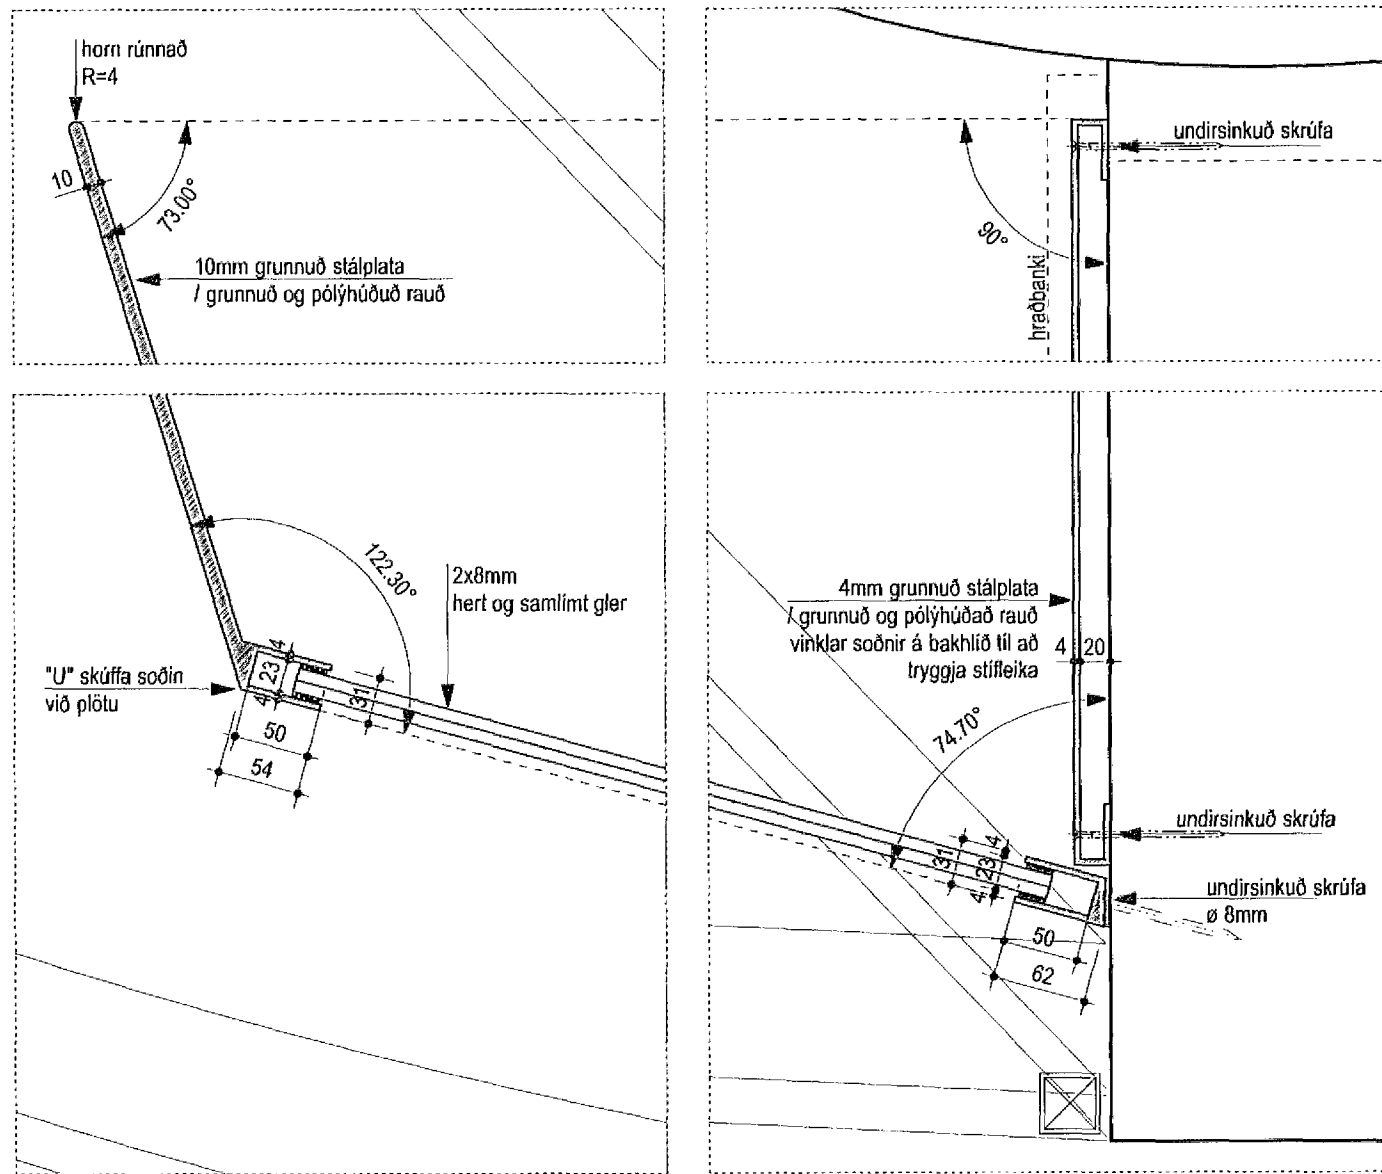 horn rúnnað
R=4
10
73.00°
10mm grunnuð stálplata
/ grunnuð og pólýhúðuð rauð
undirsinkuð skrúfa
90°
hraðbanki
122.30°
2x8mm
hert og samlímt gler
"U" skúffa soðin
við plötu
4
23
4
31
50
54
4mm grunnuð stálplata
/ grunnuð og pólýhúðað rauð
vinklar soðnir á bakhlið til að
tryggja stífleika
4
20
74.70°
undirsinkuð skrúfa
31
4
23
4
undirsinkuð skrúfa
ø 8mm
50
62